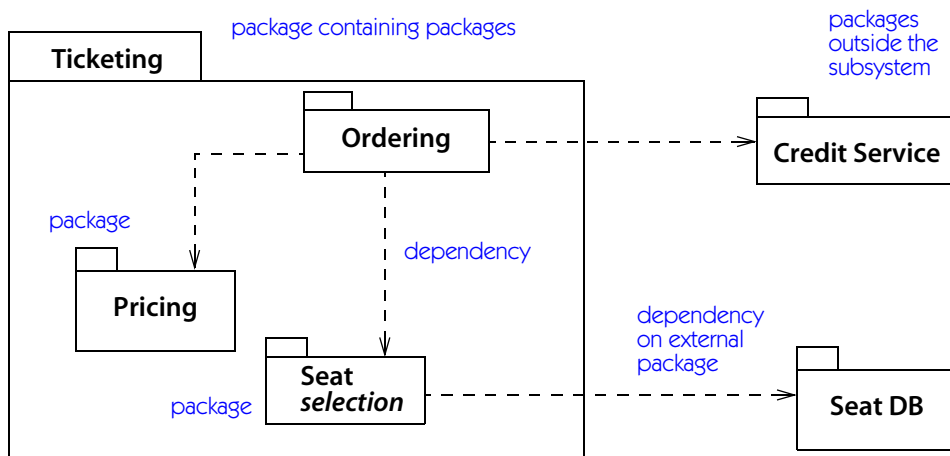 package containing packages
packages
outside the
subsystem
Ticketing
Ordering
Credit Service
package
dependency
Pricing
dependency
on external
package
Seat
selection
package
Seat DB